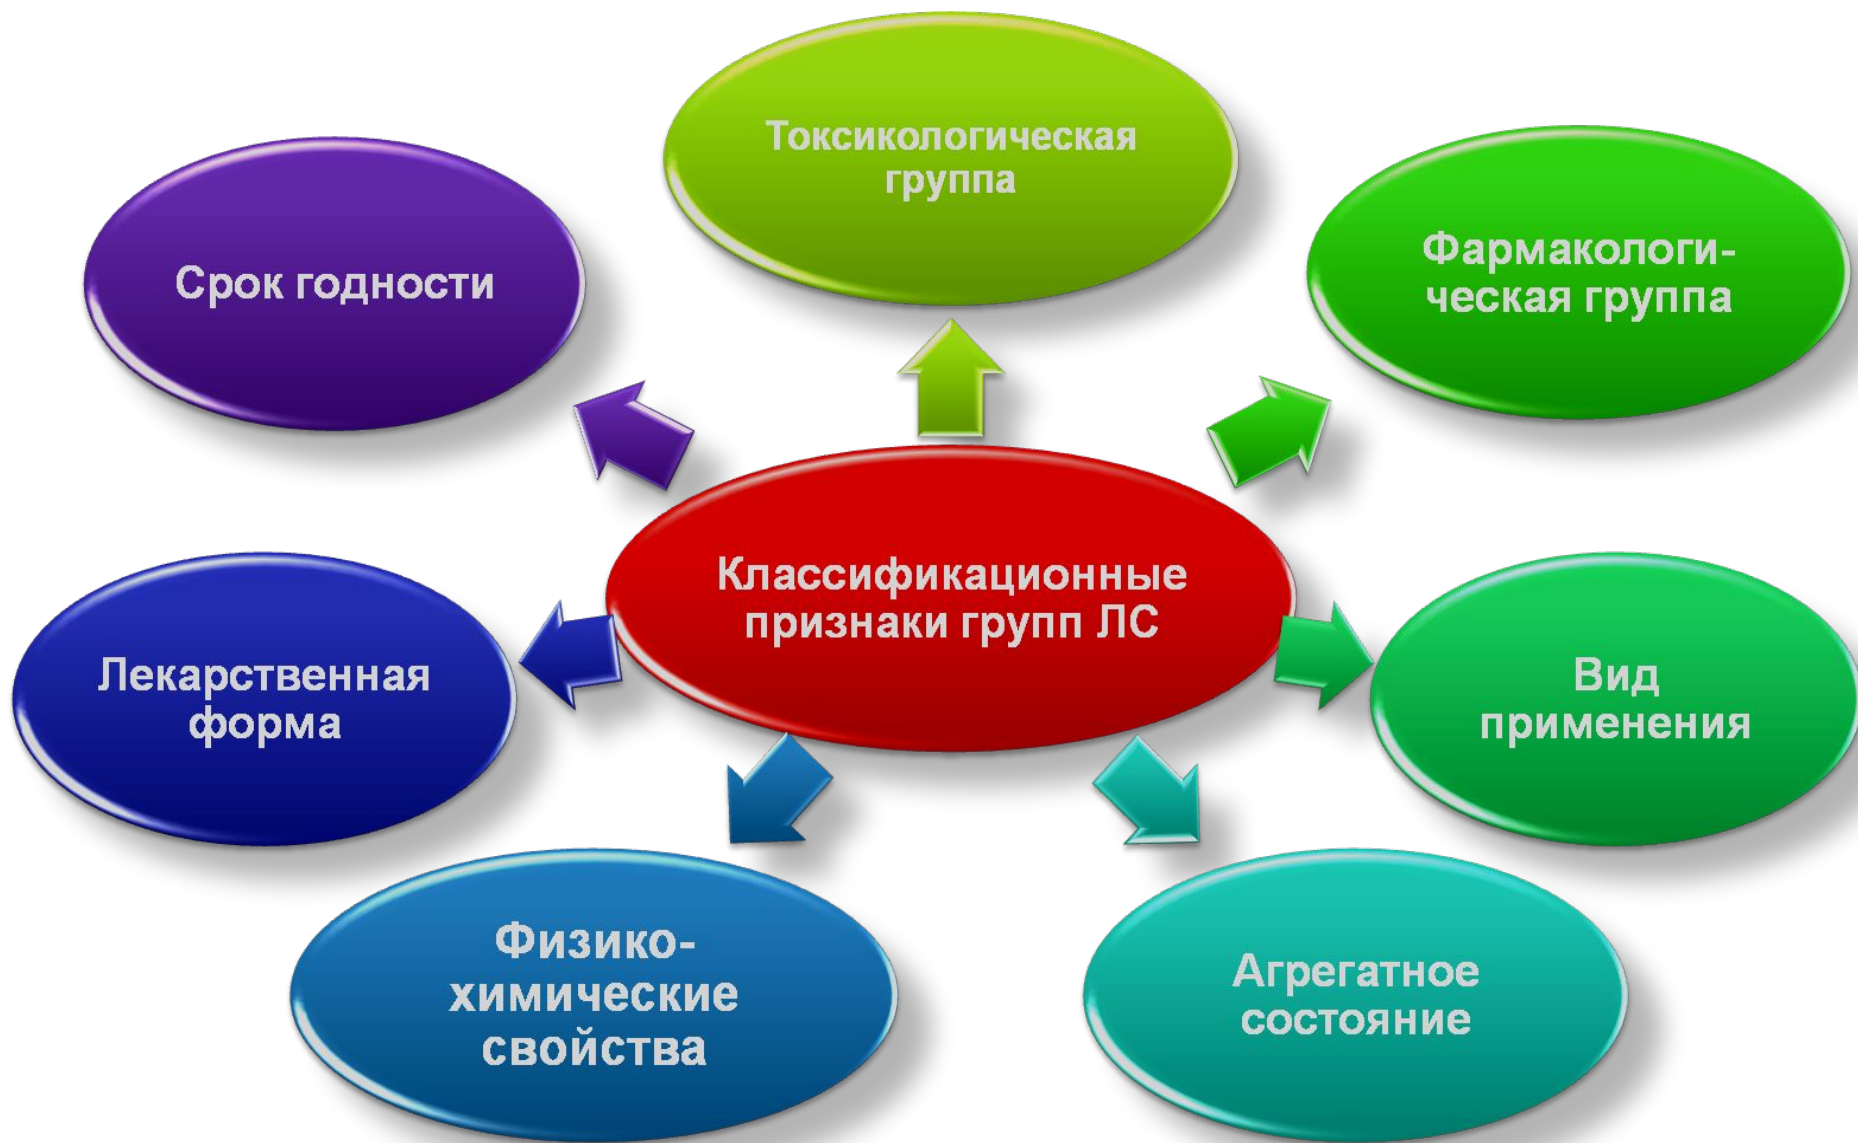 Токсикологическая
группа
Фармакологи-
ческая группа
Срок годности
Классификационные
признаки групп ЛС
Лекарственная
форма
Вид
применения
Физико-
химические
свойства
Агрегатное
состояние